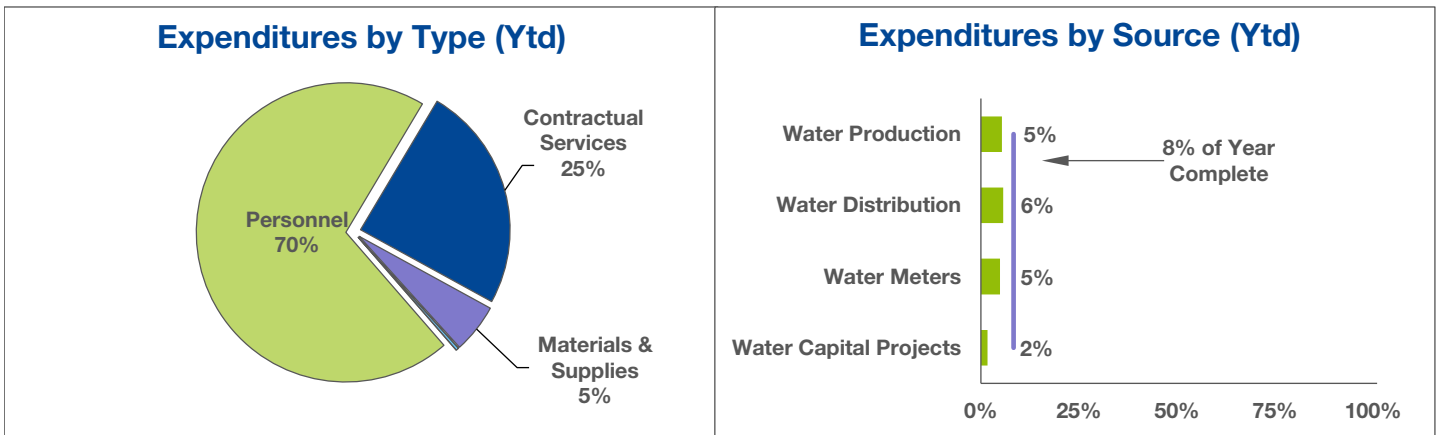 Expenditures by Type (Ytd)
Contractual
Services
25%
Personnel
70%
Materials &
Supplies
5%
Expenditures by Source (Ytd)
Water Production
5%
8% of Year
Complete
Water Distribution
6%
Water Meters
5%
Water Capital Projects
2%
0% 25% 50% 75% 100%